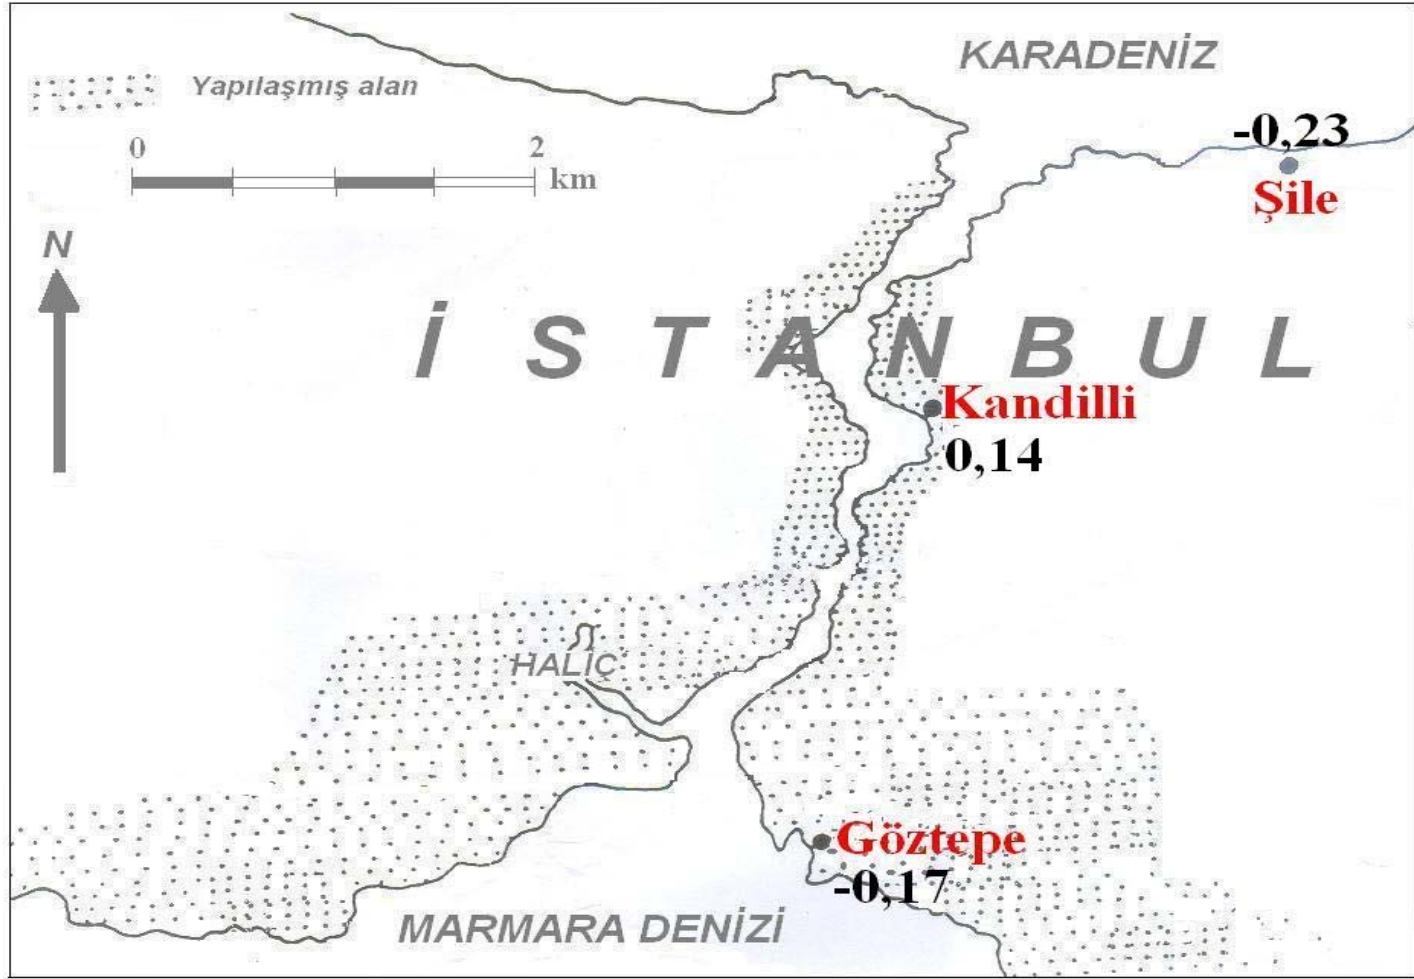 KARADENİZ
Yapılaşmış alan
-0,23
0 2
km
Şile
N
İSTANBUL
Kandilli
0,14
HALİÇ
Göztepe
-0,17
MARMARA DENİZİ